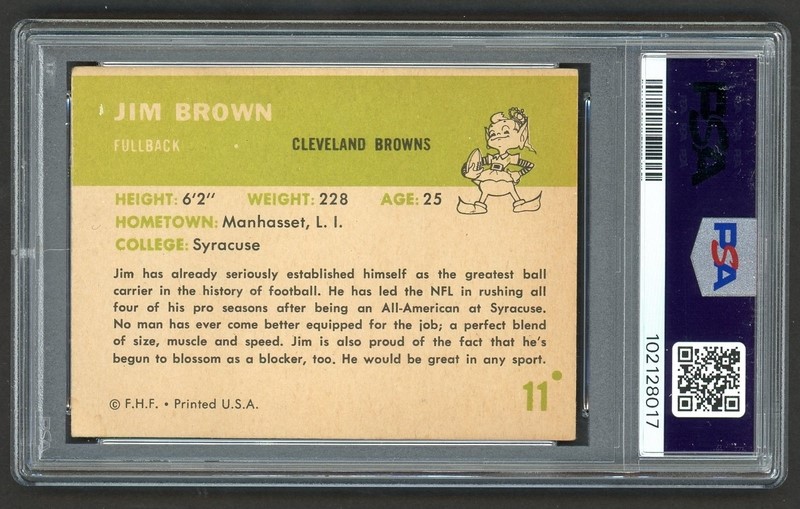 JIM BROWN
FULLBACK • CLEVELAND BROWNS
HEIGHT: 6'2" WEIGHT: 228 AGE: 25
HOMETOWN: Manhasset, L. I.
COLLEGE: Syracuse
Jim has already seriously established himself as the greatest ball
carrier in the history of football. He has led the NFL in rushing all
four of his pro seasons after being an All-American at Syracuse.
No man has ever come better equipped for the job; a perfect blend
of size, muscle and speed. Jim is also proud of the fact that he's
begun to blossom as a blocker, too. He would be great in any sport.
11
© F.H.F. • Printed U.S.A.
PSA
PSA
102128017